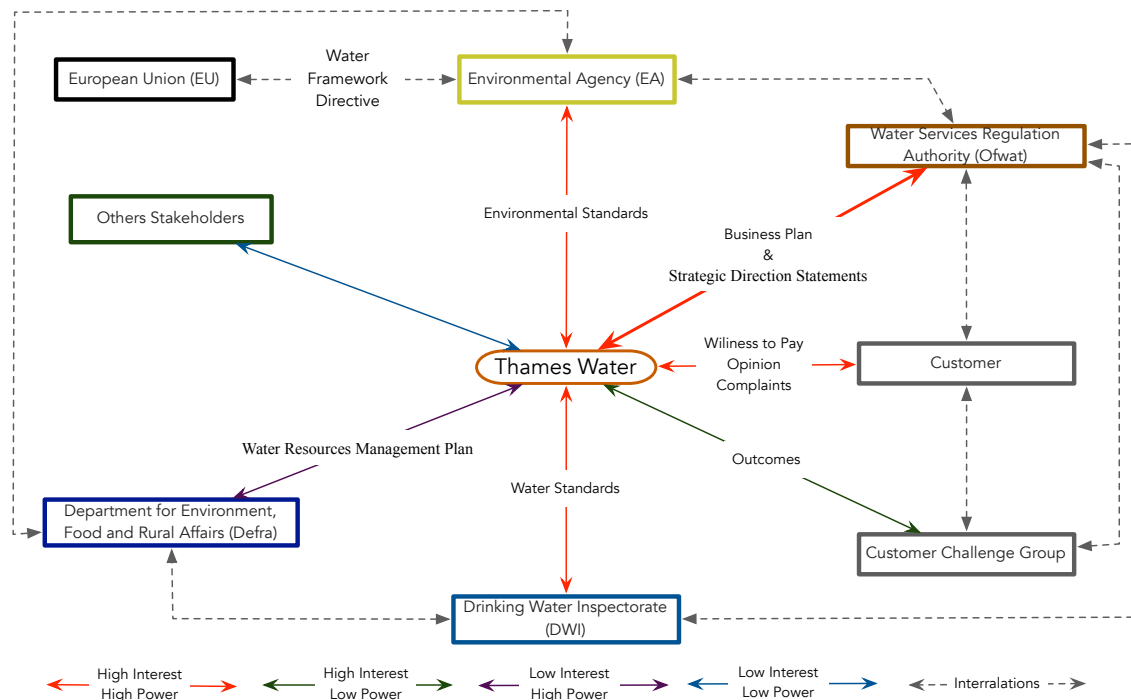 Water
Framework
Directive
European Union (EU)
Environmental Agency (EA)
Water Services Regulation
Authority (Ofwat)
Others Stakeholders
Environmental Standards
Business Plan
&
Strategic Direction Statements
Thames Water
Wiliness to Pay
Opinion
Complaints
Customer
Water Resources Management Plan
Outcomes
Water Standards
Department for Environment,
Food and Rural Affairs (Defra)
Customer Challenge Group
Drinking Water Inspectorate
(DWI)
High Interest
High Power
High Interest
Low Power
Low Interest
High Power
Low Interest
Low Power
Interralations